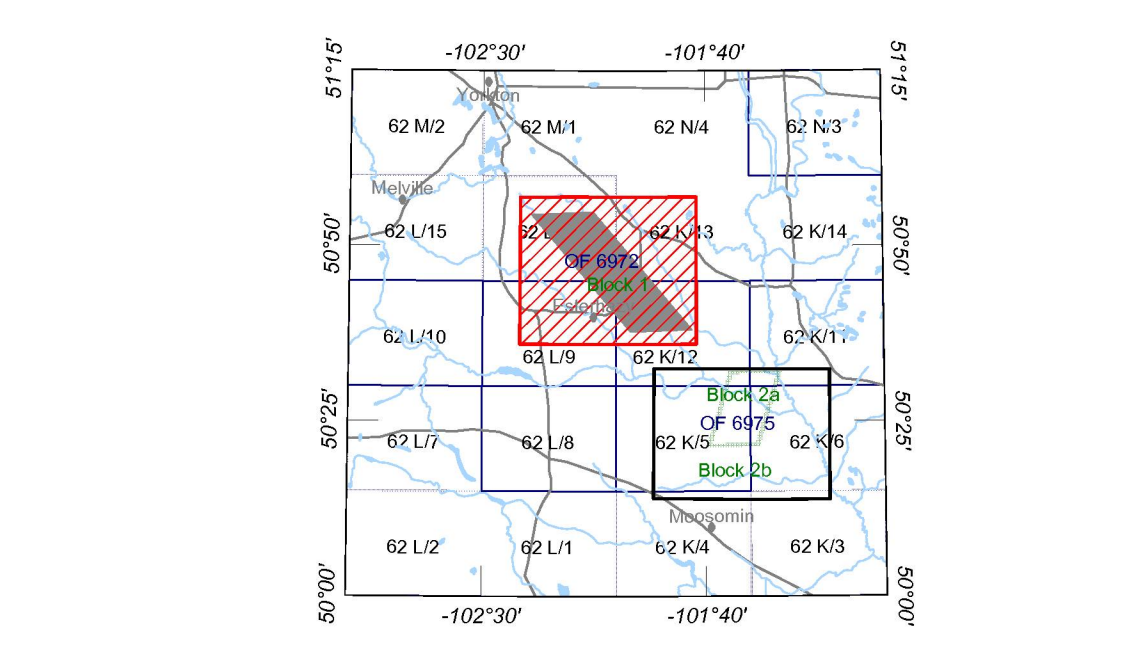 -102°30' -101°40'
51°15' 51°15'
Yorkton
62 M/2 62 M/1 62 N/4 62 N/3
Melville
62 L/15 62 L 62 K/13 62 K/14
50°50' 50°50'
OF 6972
Block 1
Esterha
62 L/10 62 K/11
62 L/9 62 K/12
Block 2a
50°25' OF 6975 50°25'
62 L/7 62 L/8 62 K/5 62 K/6
Block 2b
Moosomin
62 L/2 62 L/1 62 K/4 62 K/3
50°00' 50°00'
-102°30' -101°40'